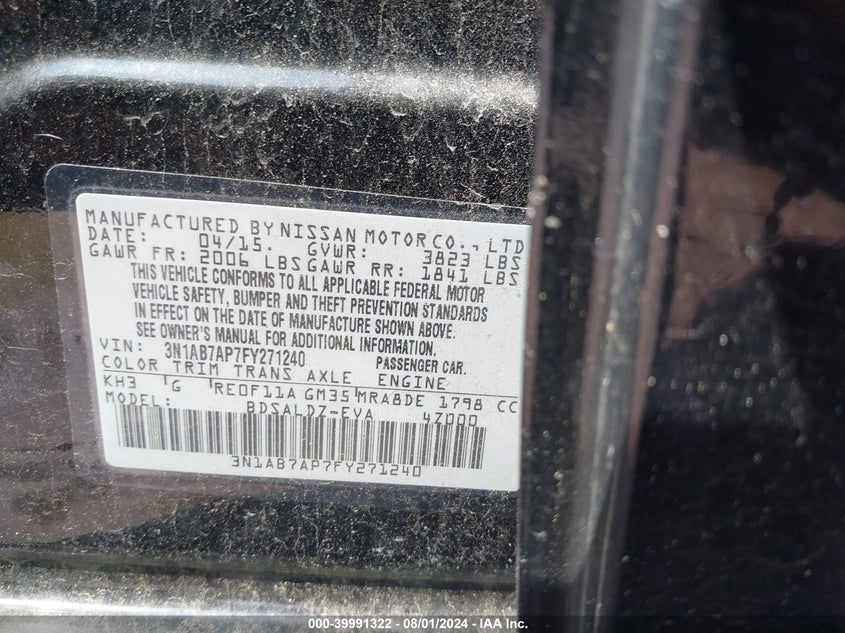 MANUFACTURED BY NISSAN MOTOR CO., LTD
DATE: 04/15. GVWR: 3823 LBS
GAWR FR: 2006 LBS GAWR RR: 1841 LBS
THIS VEHICLE CONFORMS TO ALL APPLICABLE FEDERAL MOTOR
VEHICLE SAFETY, BUMPER AND THEFT PREVENTION STANDARDS
IN EFFECT ON THE DATE OF MANUFACTURE SHOWN ABOVE.
SEE OWNER'S MANUAL FOR ADDITIONAL INFORMATION.
VIN: 3N1AB7AP7FY271240 PASSENGER CAR.
COLOR TRIM TRANS AXLE ENGINE
KH3 G RE0F11A GM35 MRA8DE 1798 CC
MODEL: BDSALDZ-EVA 47000
3N1AB7AP7FY271240
000-39991322 - 08/01/2024 - IAA Inc.